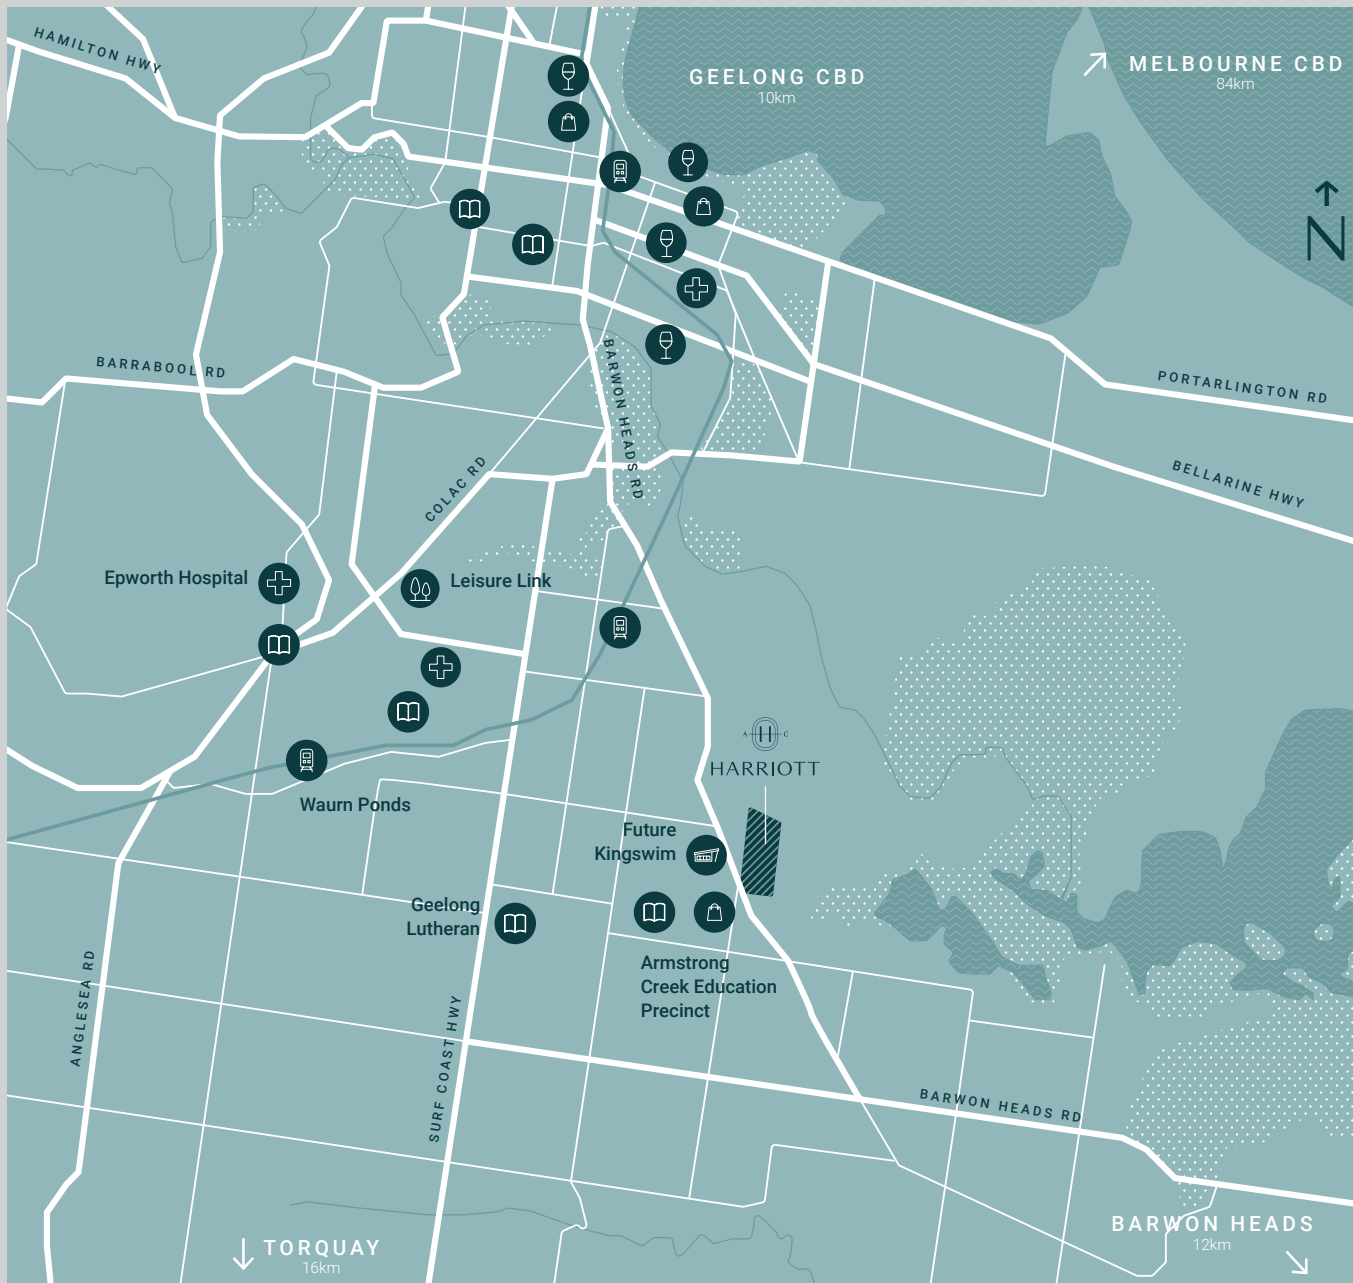 HAMILTON HWY
GEELONG CBD
10km
MELBOURNE CBD
84km
N
BARRABOOL RD
BARWON HEADS RD
PORTARLINGTON RD
COLAC RD
BELLARINE HWY
Epworth Hospital
Leisure Link
A H C
HARRIOTT
Waurn Ponds
Future
Kingswim
Geelong
Lutheran
Armstrong
Creek Education
Precinct
ANGLESEA RD
SURF COAST HWY
BARWON HEADS RD
BARWON HEADS
12km
TORQUAY
16km